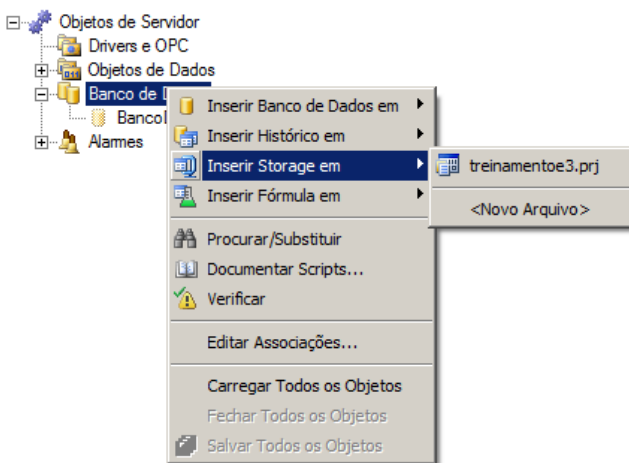 Objetos de Servidor
Drivers e OPC
Objetos de Dados
Banco de
Banco
Alarmes
Inserir Banco de Dados em
Inserir Histórico em
Inserir Storage em
Inserir Fórmula em
Procurar/Substituir
Documentar Scripts...
Verificar
Editar Associações...
Carregar Todos os Objetos
Fechar Todos os Objetos
Salvar Todos os Objetos
treinamentoe3.prj
<Novo Arquivo>